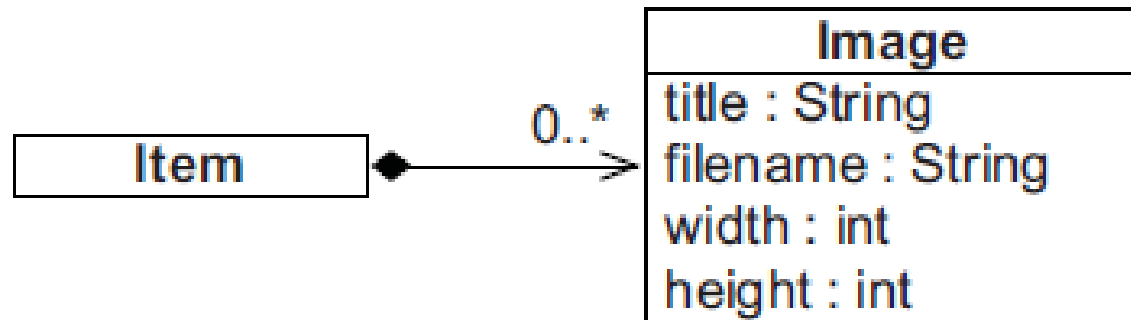 Item
0..*
Image
title : String
filename : String
width : int
height : int